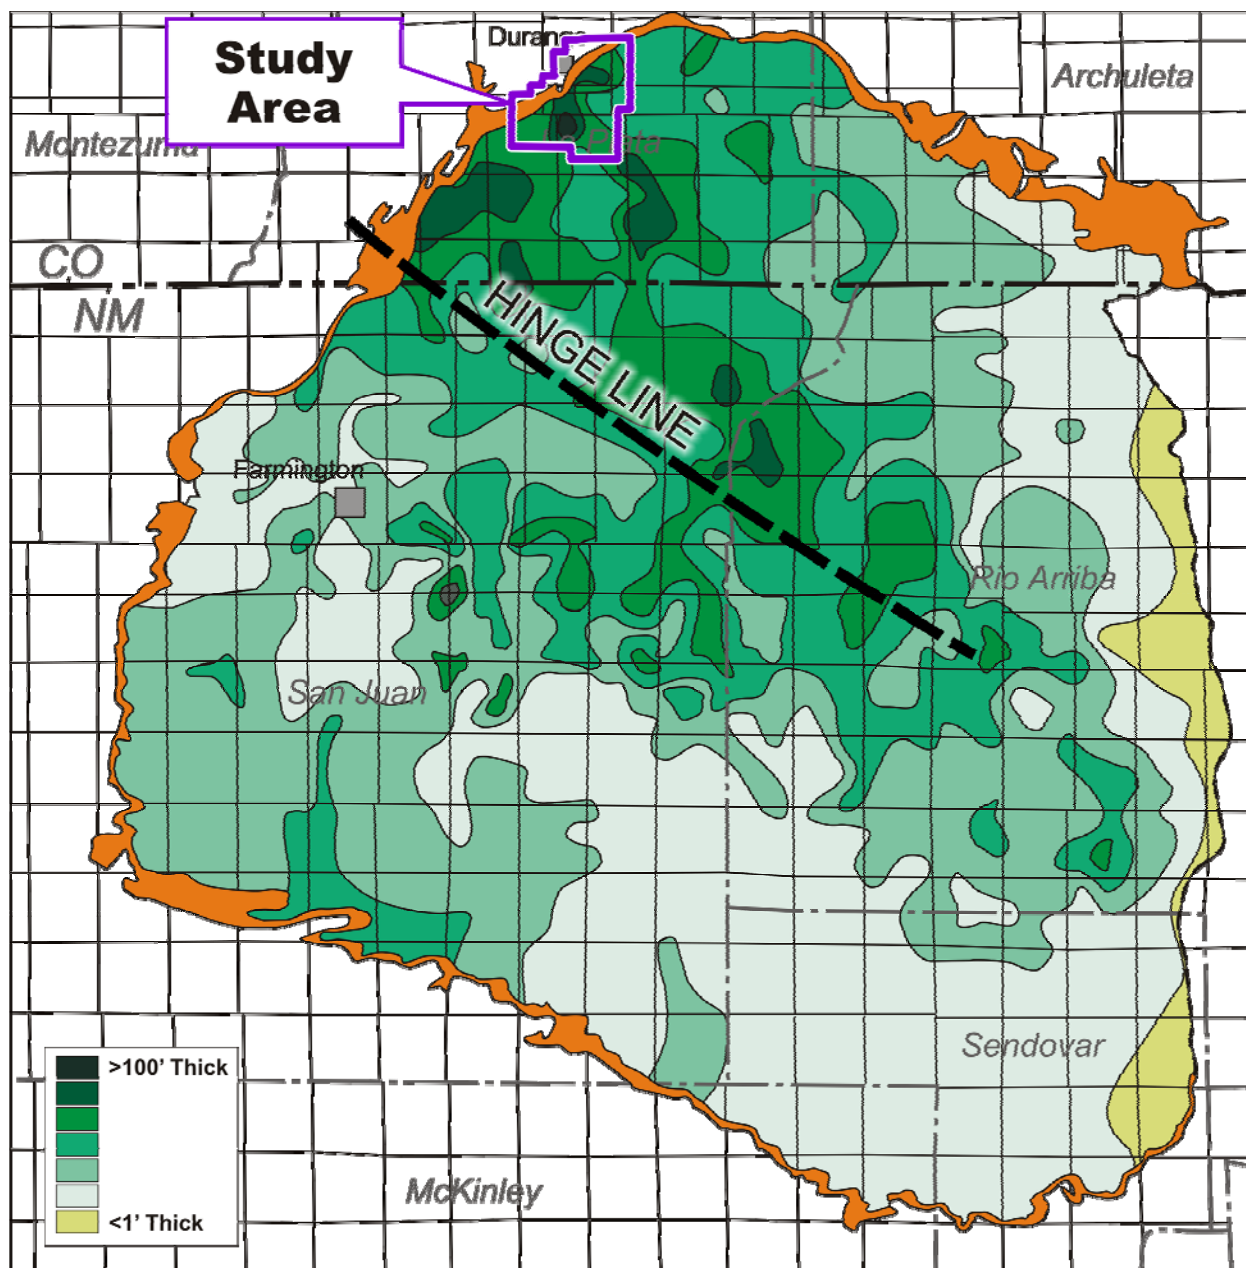 Durango
Study
Area
Archuleta
Montezuma
La Plata
CO
NM
HINGE LINE
Farmington
Rio Arriba
San Juan
Sendovar
>100' Thick
<1' Thick
McKinley